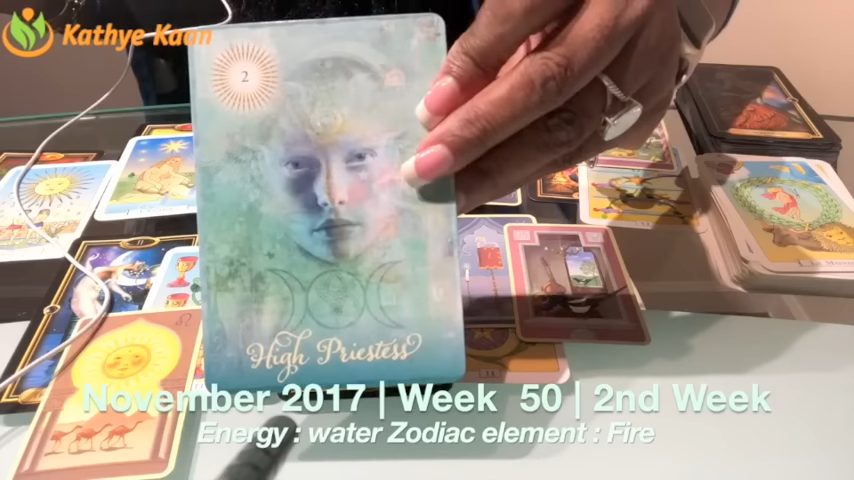 Kathye Kaan
2
High Priestess
November 2017 | Week 50 | 2nd Week
Energy : water Zodiac element : Fire